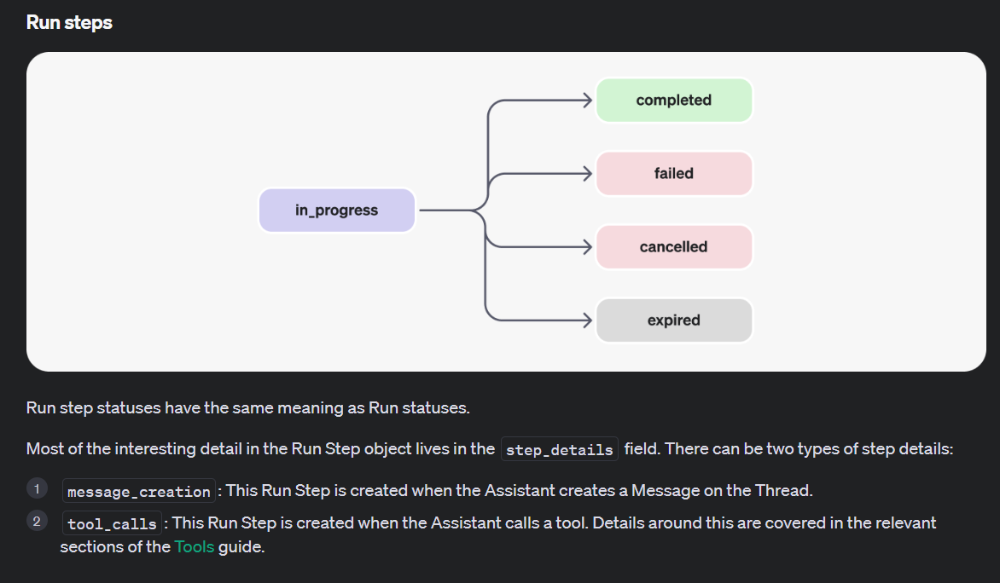 Run steps
completed
failed
in_progress
cancelled
expired
Run step statuses have the same meaning as Run statuses.
Most of the interesting detail in the Run Step object lives in the step_details field. There can be two types of step details:
1 message_creation : This Run Step is created when the Assistant creates a Message on the Thread.
2 tool_calls : This Run Step is created when the Assistant calls a tool. Details around this are covered in the relevant
sections of the Tools guide.